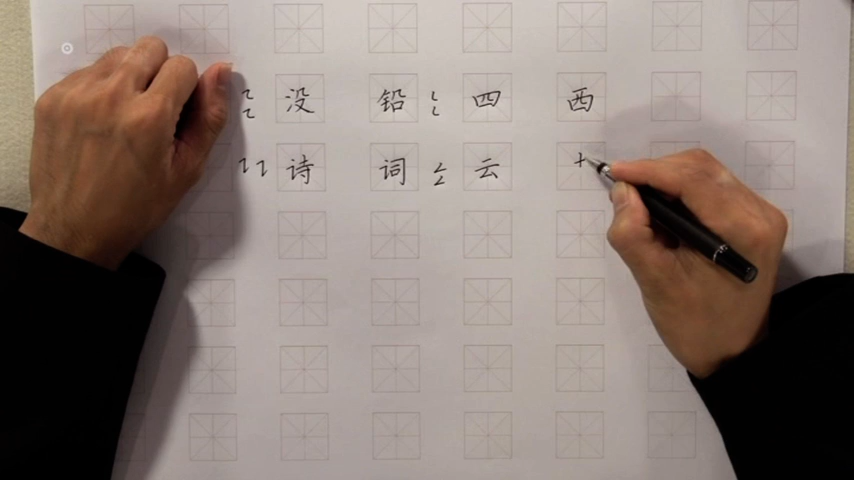 没 铅 四 西
诗 词 云